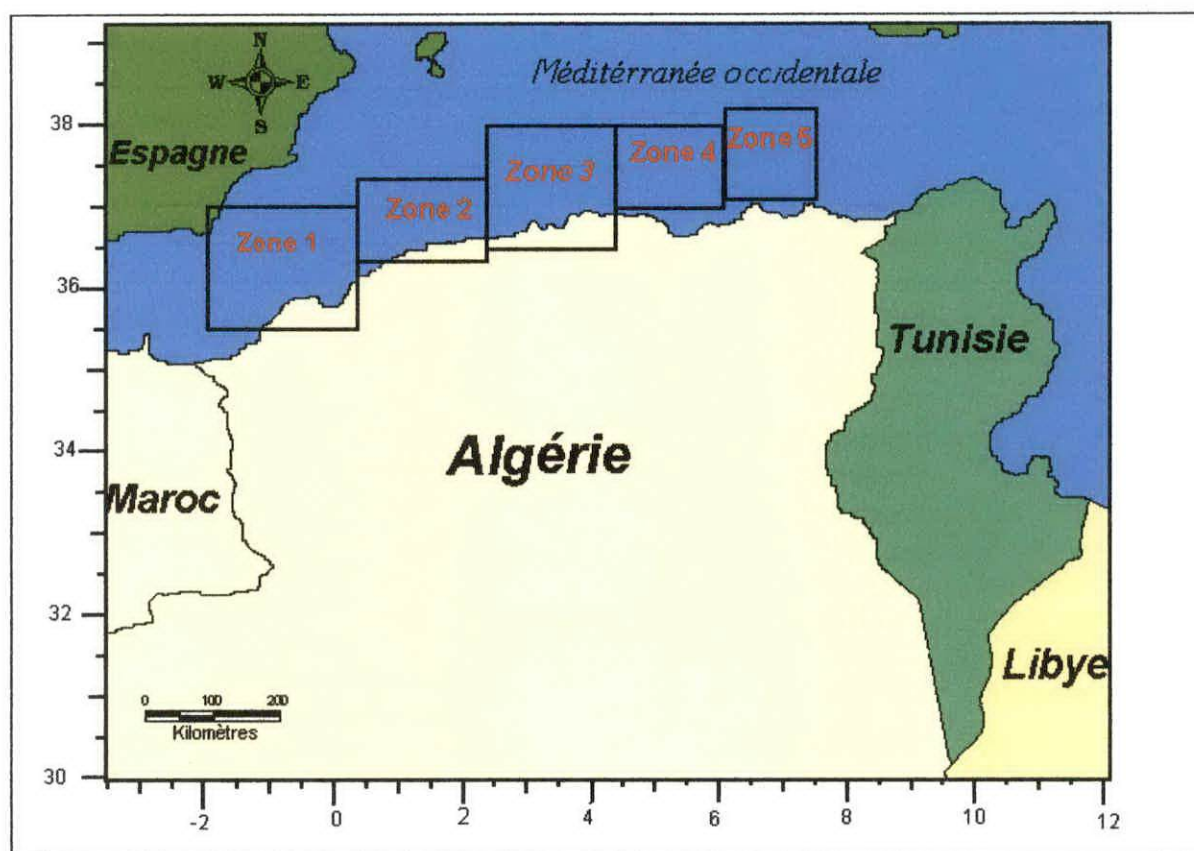 N
W E
S
Méditérranée occidentale
38
Espagne
Zone 1
Zone 2
Zone 3
Zone 4
Zone 5
36
Tunisie
34
Algérie
Maroc
32
Libye
0 100 200
Kilomètres
30
-2 0 2 4 6 8 10 12